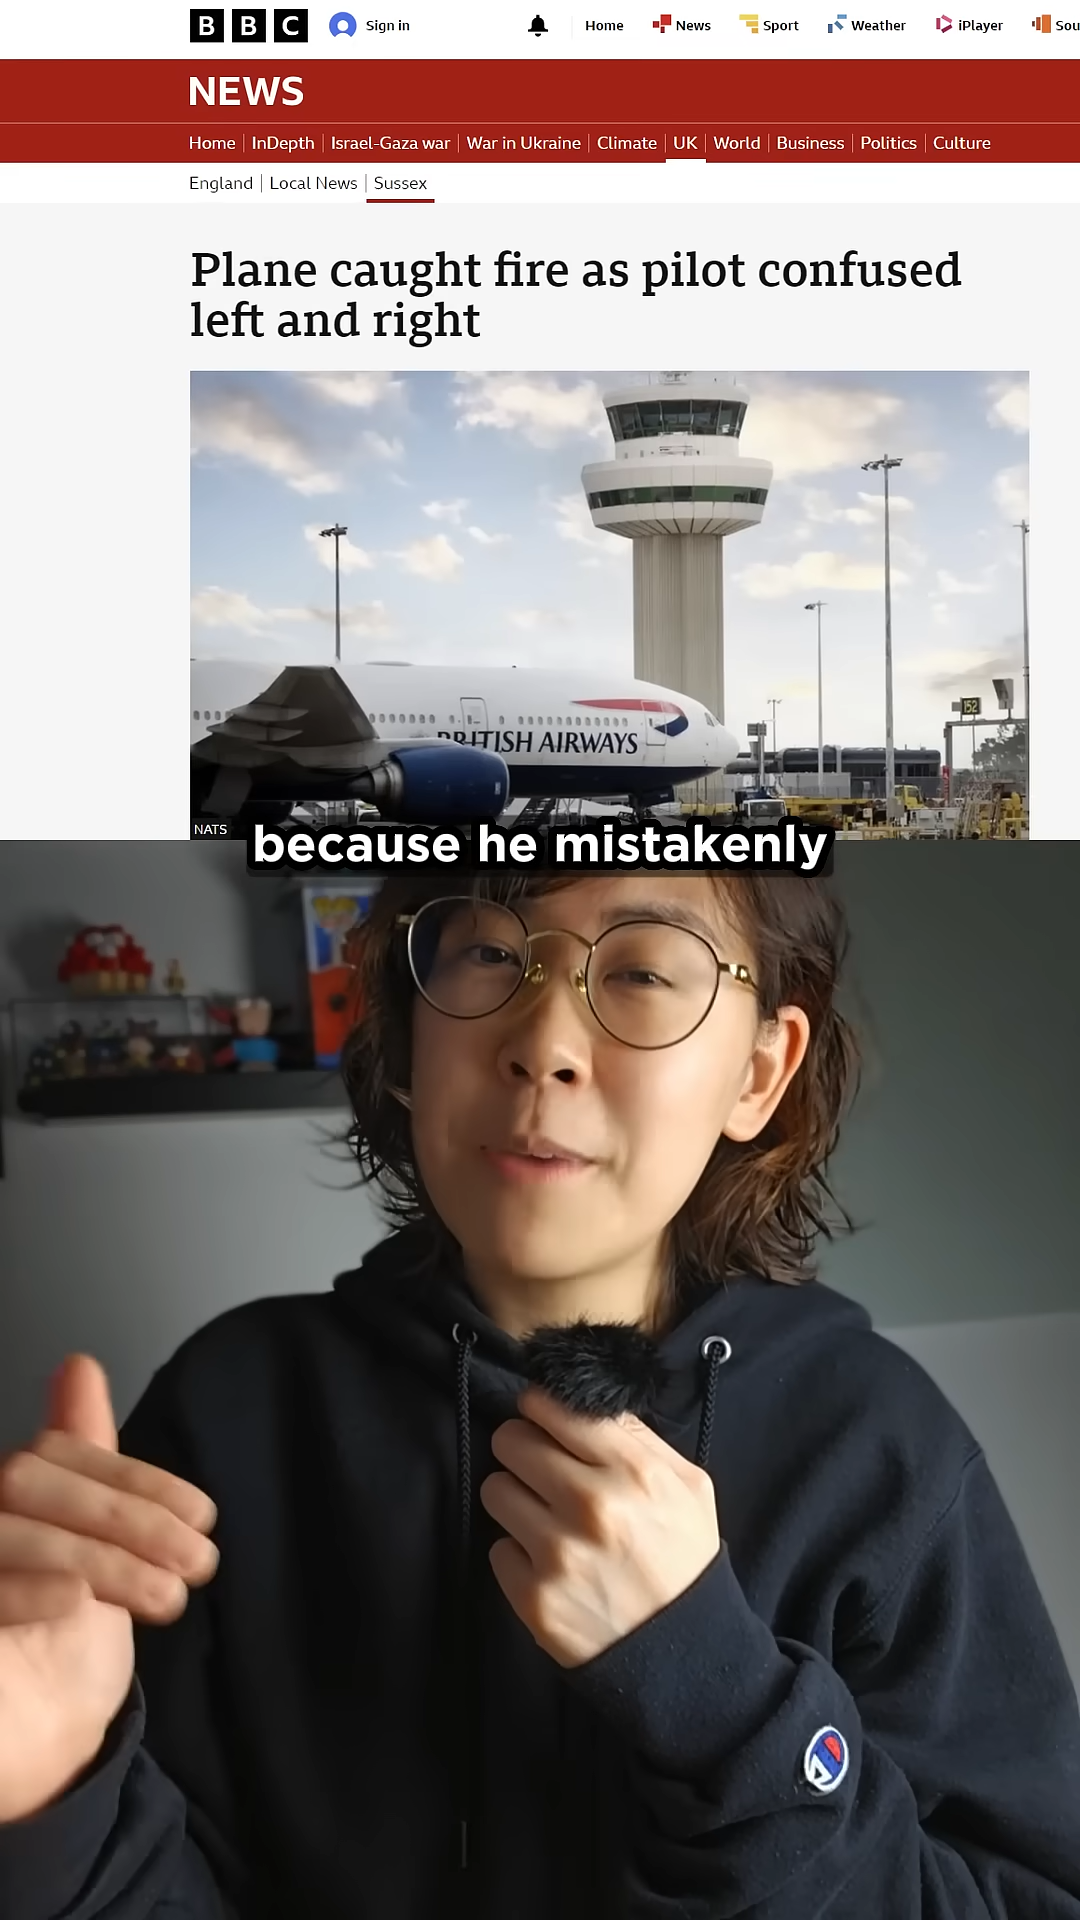 BBC Sign in Home News Sport Weather iPlayer Sou
NEWS
Home InDepth Israel-Gaza war War in Ukraine Climate UK World Business Politics Culture
England Local News Sussex
Plane caught fire as pilot confused
left and right
BRITISH AIRWAYS
152
NATS
because he mistakenly